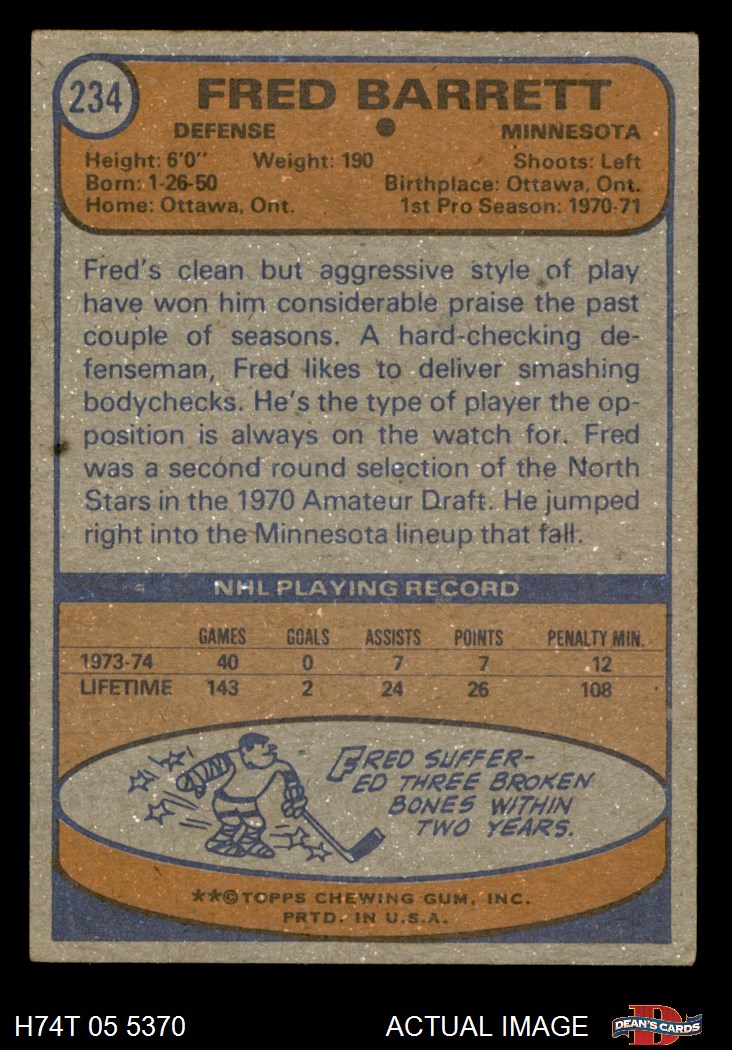 234
FRED BARRETT
DEFENSE ● MINNESOTA
Height: 6'0" Weight: 190 Shoots: Left
Born: 1-26-50 Birthplace: Ottawa, Ont.
Home: Ottawa, Ont. 1st Pro Season: 1970-71
Fred's clean but aggressive style of play
have won him considerable praise the past
couple of seasons. A hard-checking de-
fenseman, Fred likes to deliver smashing
bodychecks. He's the type of player the op-
position is always on the watch for. Fred
was a second round selection of the North
Stars in the 1970 Amateur Draft. He jumped
right into the Minnesota lineup that fall.
NHL PLAYING RECORD
GAMES GOALS ASSISTS POINTS PENALTY MIN.
1973-74 40 0 7 7 12
LIFETIME 143 2 24 26 108
FRED SUFFER-
ED THREE BROKEN
BONES WITHIN
TWO YEARS.
**©TOPPS CHEWING GUM, INC.
PRTD. IN U.S.A.
H74T 05 5370 ACTUAL IMAGE
D
DEAN'S CARDS